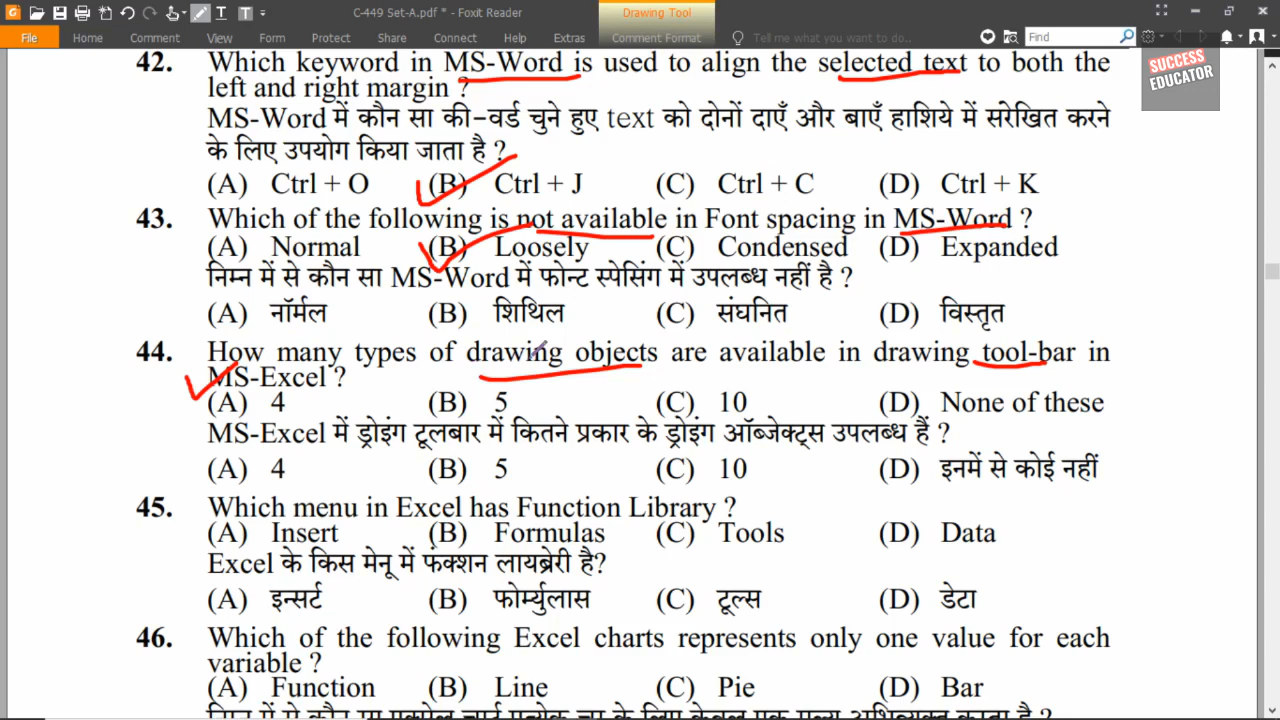 C-449 Set-A.pdf * - Foxit Reader
Drawing Tool
File Home Comment View Form Protect Share Connect Help Extras Comment Format Tell me what you want to do.. Find
SUCCESS
EDUCATOR
42. Which keyword in MS-Word is used to align the selected text to both the
left and right margin ?
MS-Word में कौन सा की-वर्ड चुने हुए text को दोनों दाएँ और बाएँ हाशिये में संरेखित करने
के लिए उपयोग किया जाता है ?
(A) Ctrl + O (B) Ctrl + J (C) Ctrl + C (D) Ctrl + K
43. Which of the following is not available in Font spacing in MS-Word ?
(A) Normal (B) Loosely (C) Condensed (D) Expanded
निम्न में से कौन सा MS-Word में फोन्ट स्पेसिंग में उपलब्ध नहीं है ?
(A) नॉर्मल (B) शिथिल (C) संघनित (D) विस्तृत
44. How many types of drawing objects are available in drawing tool-bar in
MS-Excel ?
(A) 4 (B) 5 (C) 10 (D) None of these
MS-Excel में ड्रोइंग टूलबार में कितने प्रकार के ड्रोइंग ऑब्जेक्ट्स उपलब्ध हैं ?
(A) 4 (B) 5 (C) 10 (D) इनमें से कोई नहीं
45. Which menu in Excel has Function Library ?
(A) Insert (B) Formulas (C) Tools (D) Data
Excel के किस मेनू में फंक्शन लायब्रेरी है?
(A) इन्सर्ट (B) फोर्म्युलास (C) टूल्स (D) डेटा
46. Which of the following Excel charts represents only one value for each
variable ?
(A) Function (B) Line (C) Pie (D) Bar